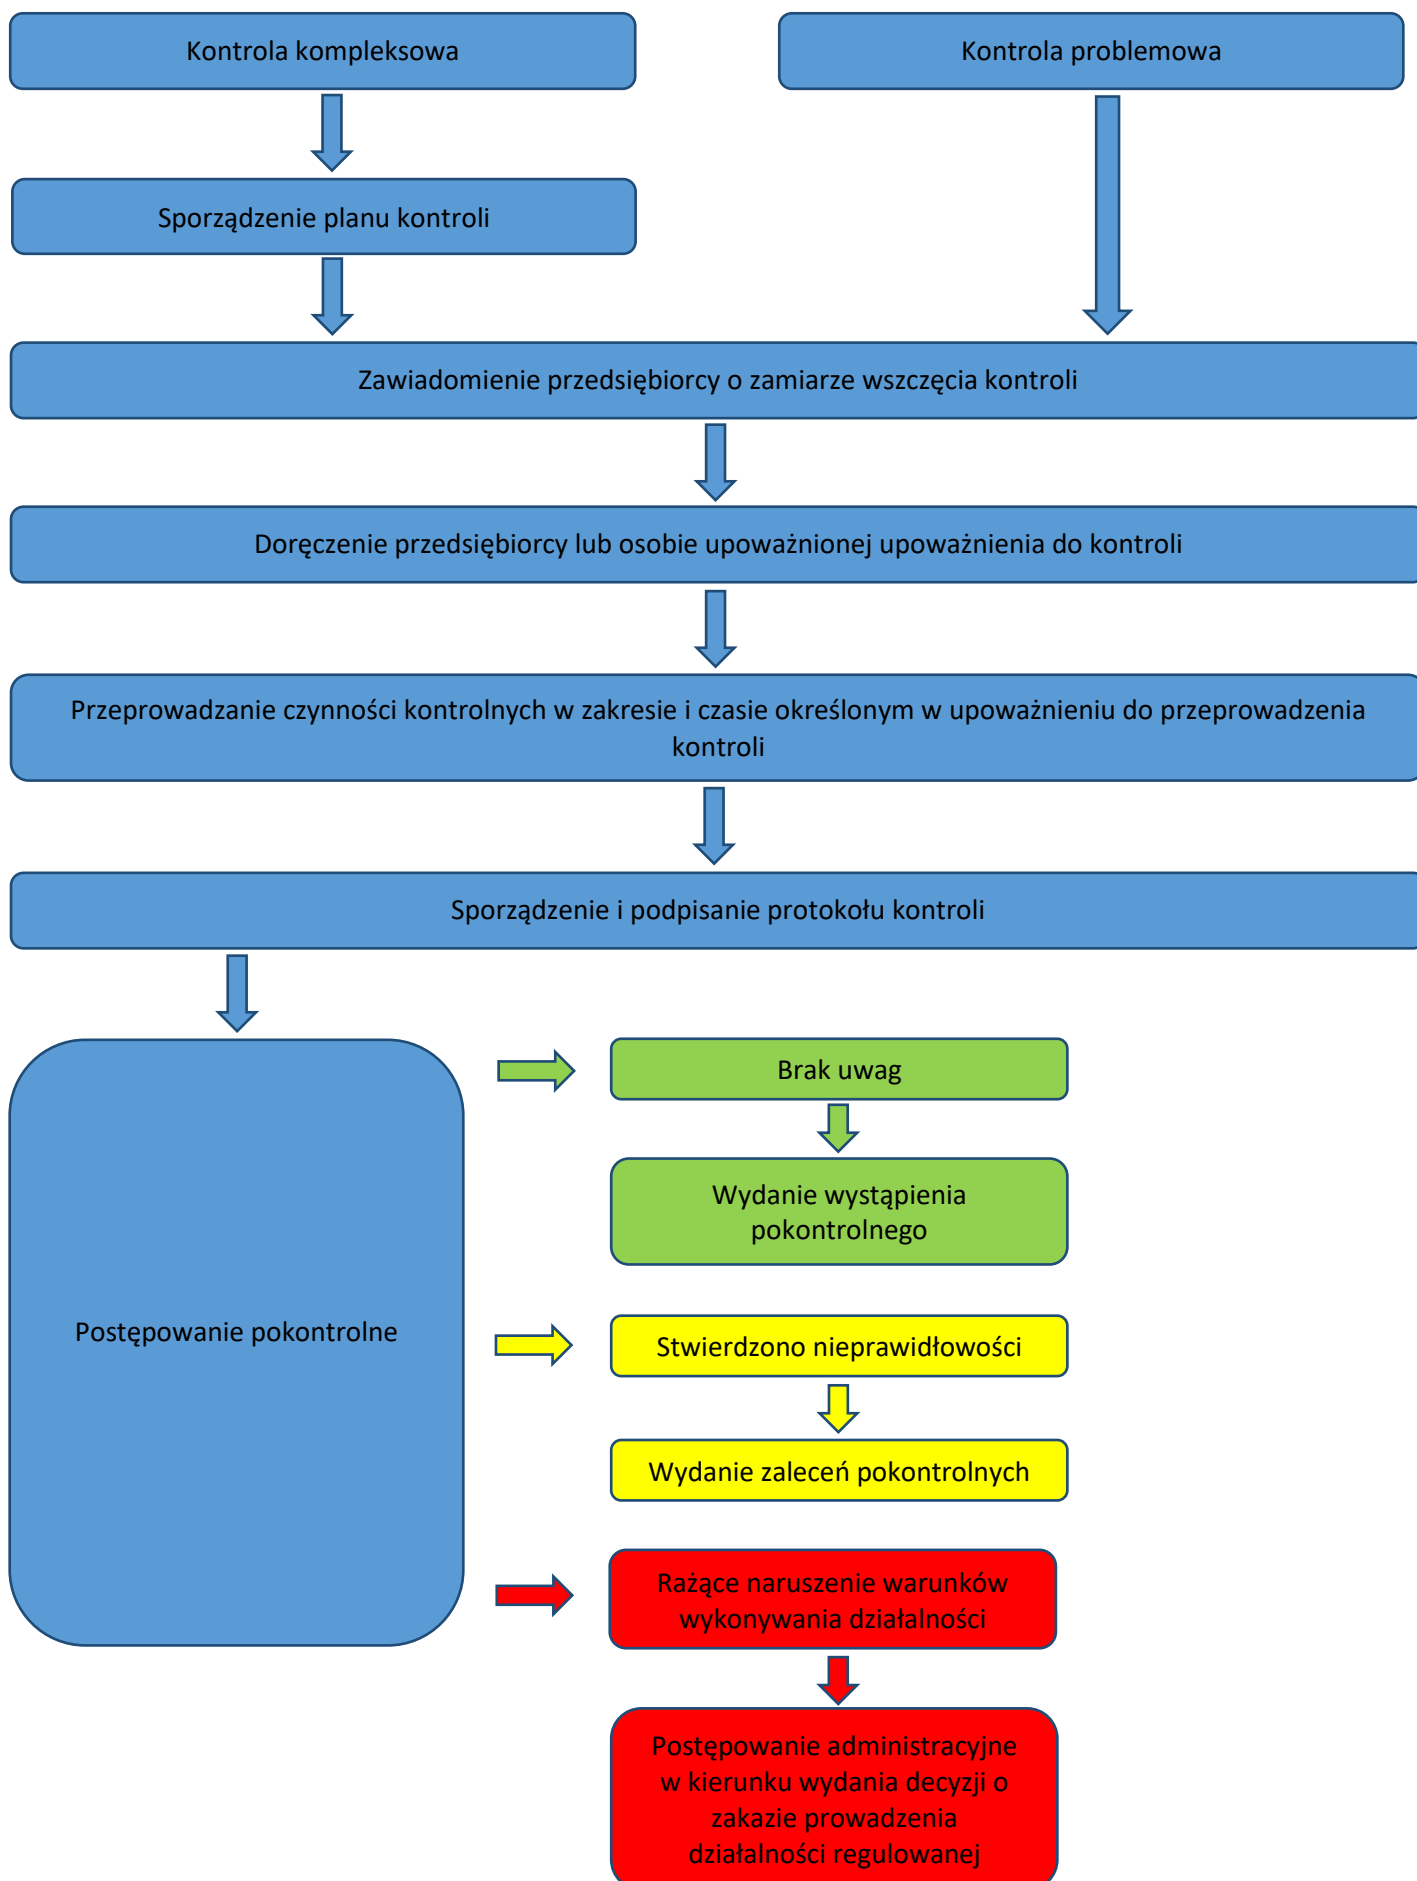 Kontrola kompleksowa
Kontrola problemowa
Sporządzenie planu kontroli
Zawiadomienie przedsiębiorcy o zamiarze wszczęcia kontroli
Doręczenie przedsiębiorcy lub osobie upoważnionej upoważnienia do kontroli
Przeprowadzanie czynności kontrolnych w zakresie i czasie określonym w upoważnieniu do przeprowadzenia
kontroli
Sporządzenie i podpisanie protokołu kontroli
Postępowanie pokontrolne
Brak uwag
Wydanie wystąpienia
pokontrolnego
Stwierdzono nieprawidłowości
Wydanie zaleceń pokontrolnych
Rażące naruszenie warunków
wykonywania działalności
Postępowanie administracyjne
w kierunku wydania decyzji o
zakazie prowadzenia
działalności regulowanej